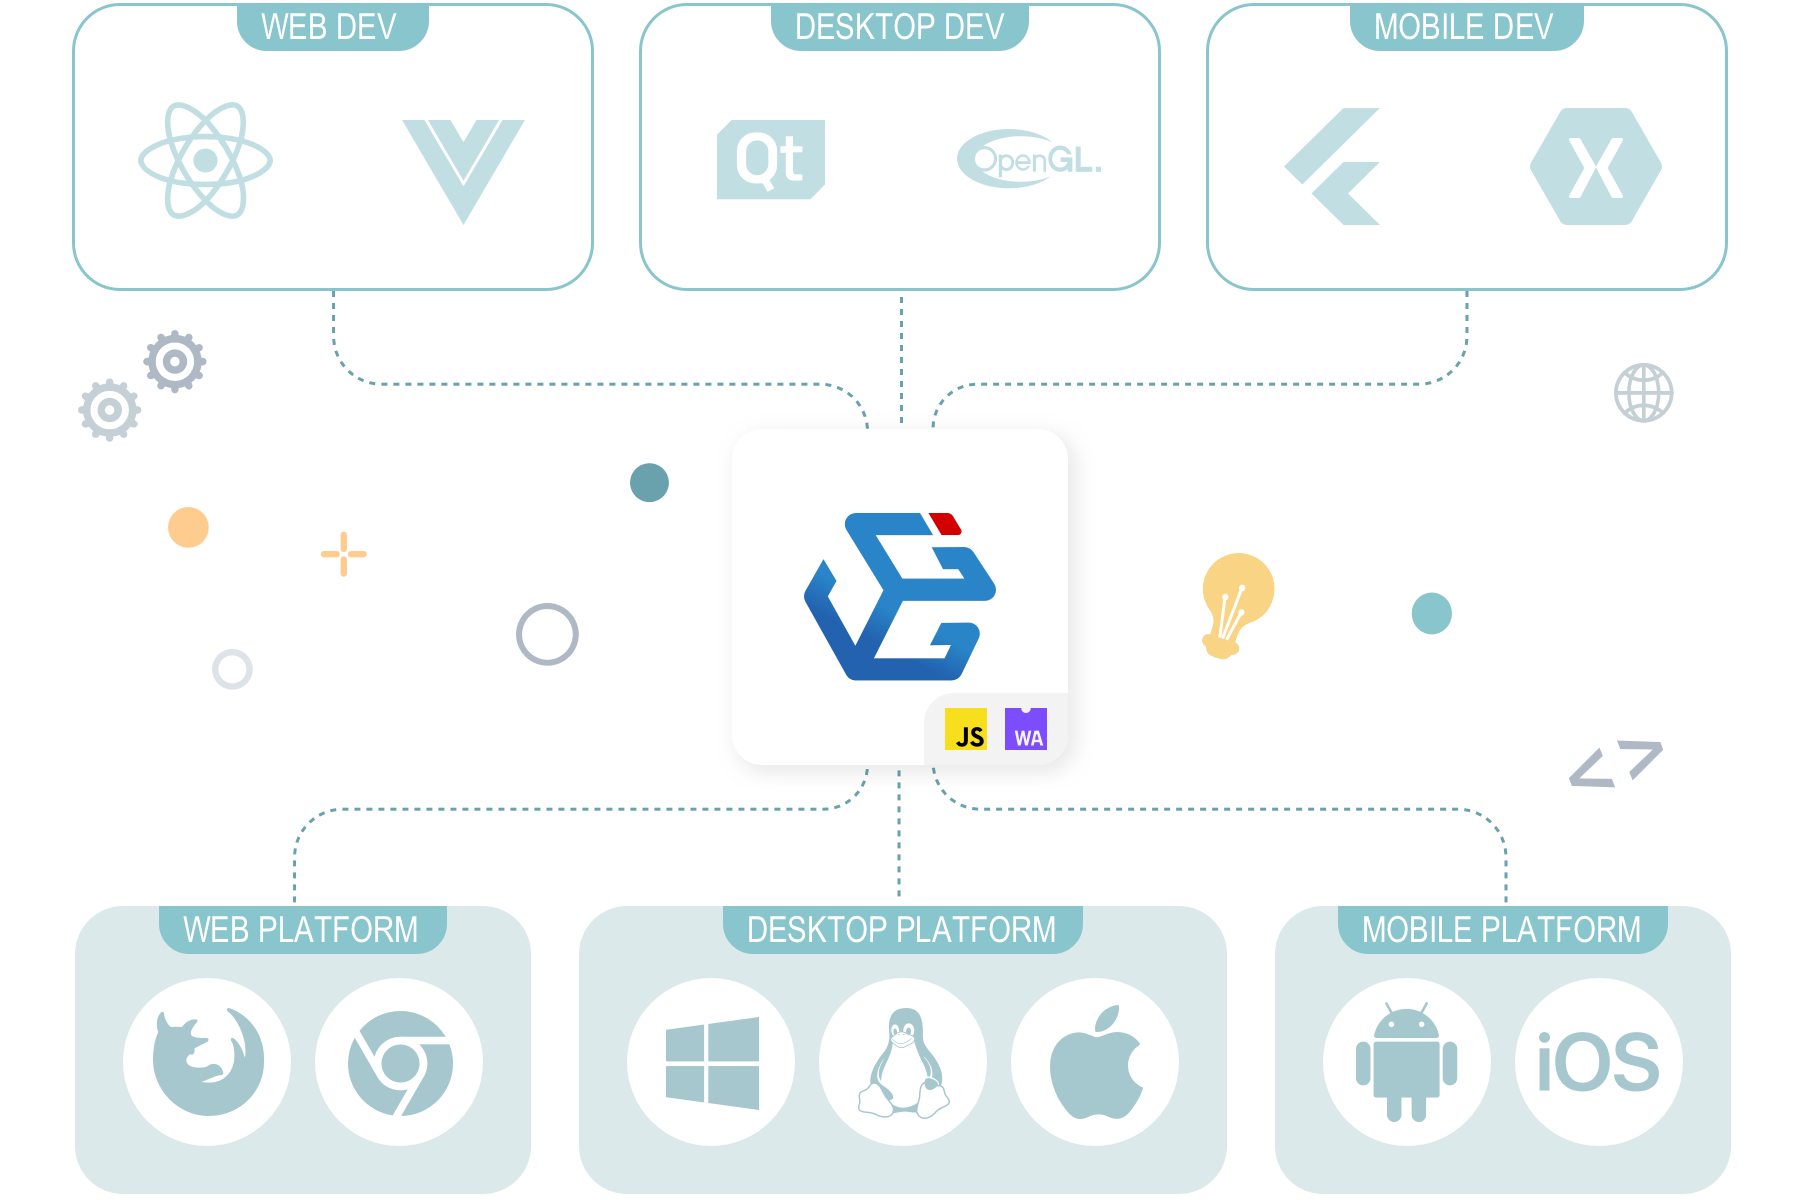 WEB DEV
DESKTOP DEV
MOBILE DEV
Qt
OpenGL.
X
JS
WA
WEB PLATFORM
DESKTOP PLATFORM
MOBILE PLATFORM
iOS